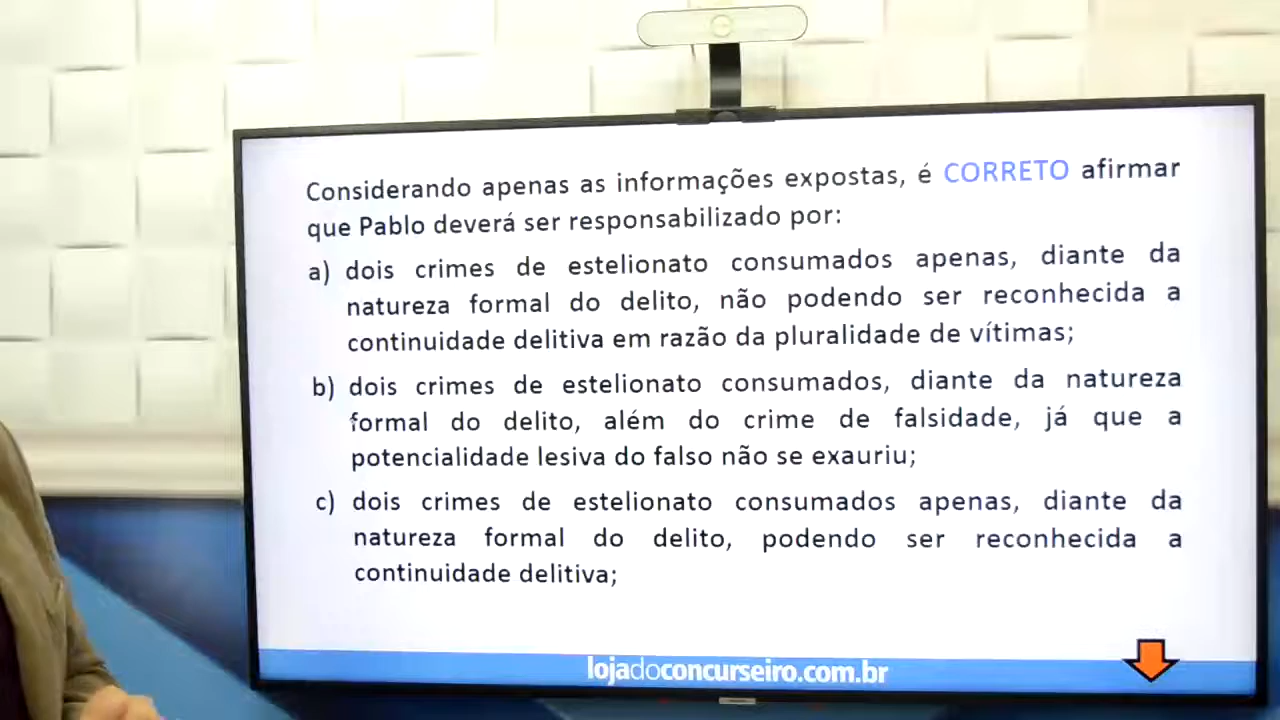 Considerando apenas as informações expostas, é CORRETO afirmar
que Pablo deverá ser responsabilizado por:
a) dois crimes de estelionato consumados apenas, diante da
natureza formal do delito, não podendo ser reconhecida a
continuidade delitiva em razão da pluralidade de vítimas;
b) dois crimes de estelionato consumados, diante da natureza
formal do delito, além do crime de falsidade, já que a
potencialidade lesiva do falso não se exauriu;
c) dois crimes de estelionato consumados apenas, diante da
natureza formal do delito, podendo ser reconhecida a
continuidade delitiva;
lojadoconcurseiro.com.br